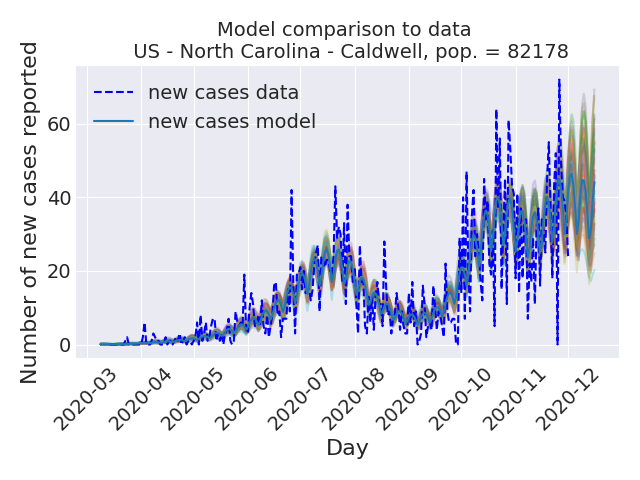 Model comparison to data
US - North Carolina - Caldwell, pop. = 82178
Number of new cases reported
60
40
20
0
new cases data
new cases model
2020-03
2020-04
2020-05
2020-06
2020-07
2020-08
2020-09
2020-10
2020-11
2020-12
Day